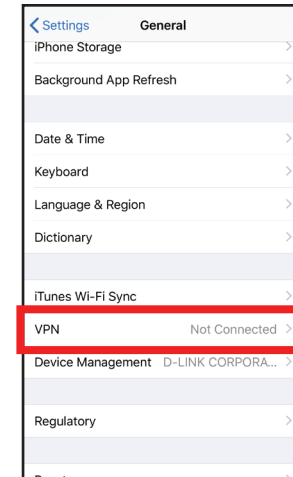 Settings General
iPhone Storage
Background App Refresh
Date & Time
Keyboard
Language & Region
Dictionary
iTunes Wi-Fi Sync
VPN Not Connected
Device Management D-LINK CORPORA...
Regulatory